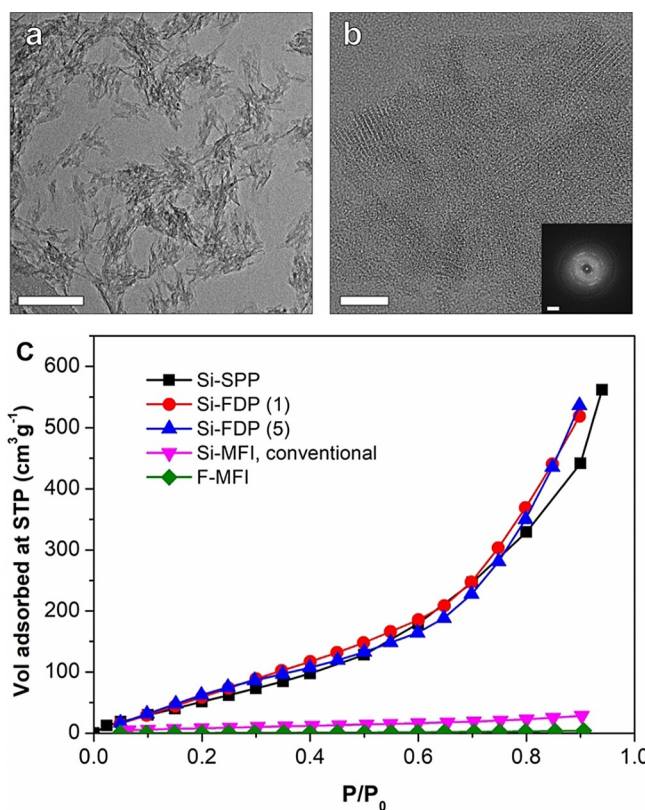 a
b
C
600
500
400
300
200
100
0
Vol adsorbed at STP (cm³g⁻¹)
Si-SPP
Si-FDP (1)
Si-FDP (5)
Si-MFI, conventional
F-MFI
0.0 0.2 0.4 0.6 0.8 1.0
P/P₀